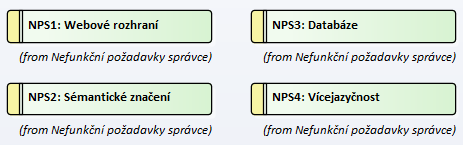 NPS1: Webové rozhraní
(from Nefunkční požadavky správce)
NPS2: Sémantické značení
(from Nefunkční požadavky správce)
NPS3: Databáze
(from Nefunkční požadavky správce)
NPS4: Vícejazyčnost
(from Nefunkční požadavky správce)